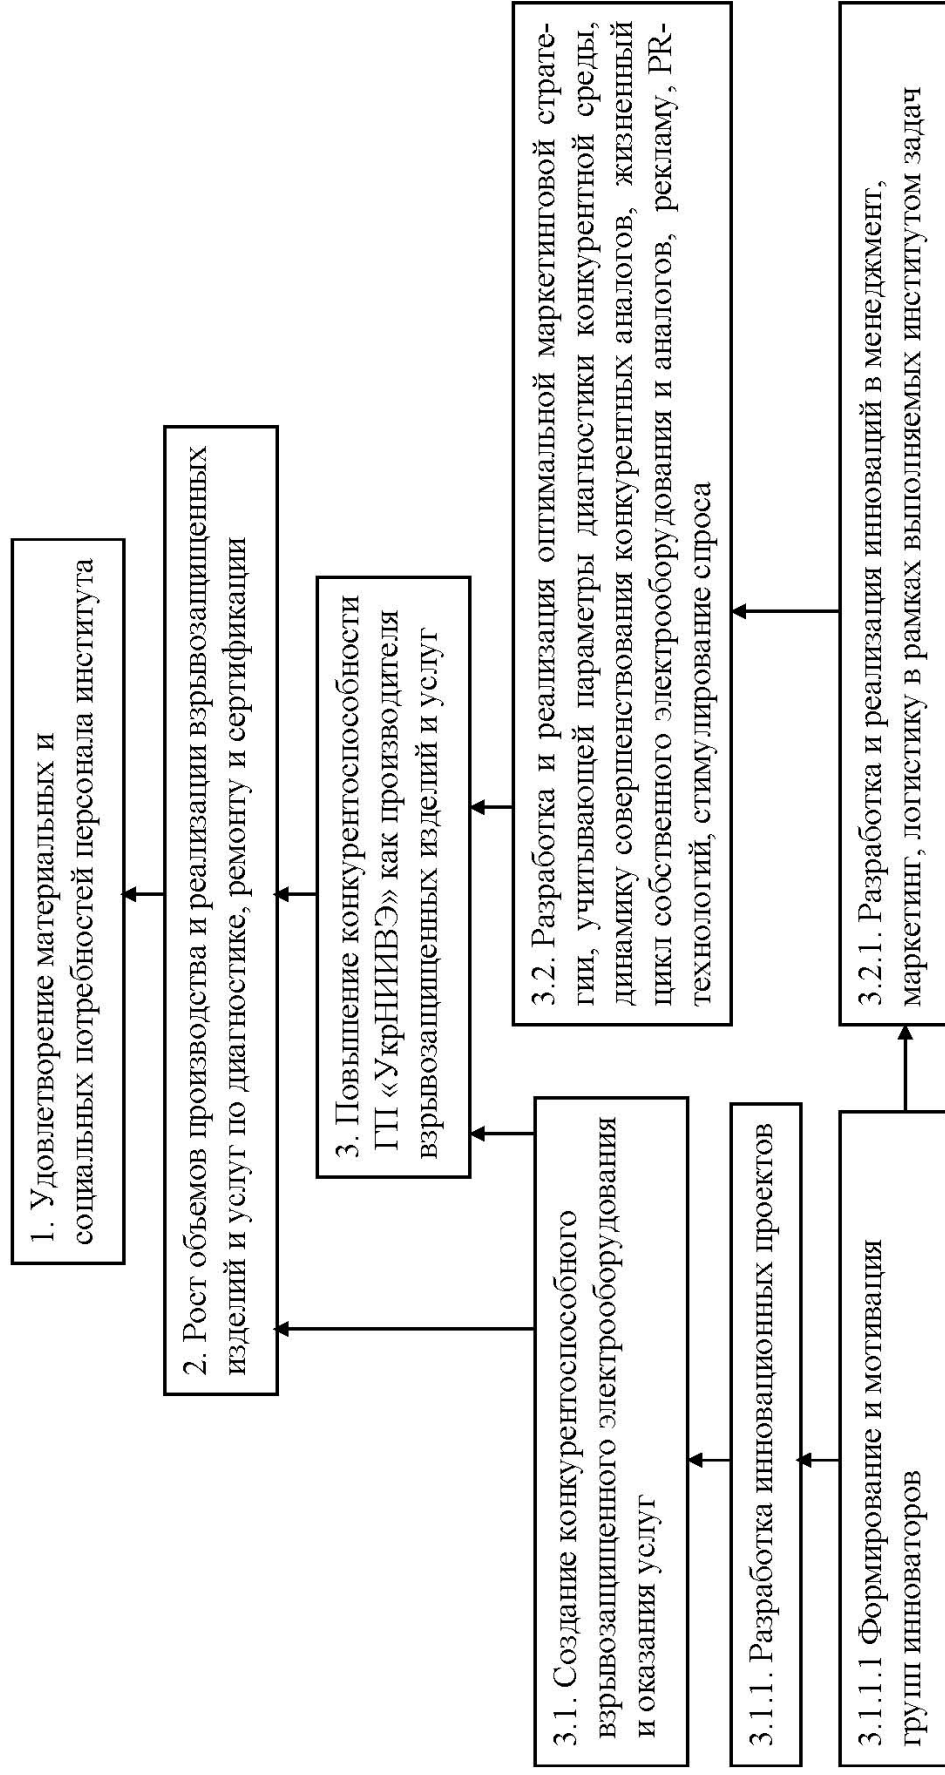 1. Удовлетворение материальных и
социальных потребностей персонала института
2. Рост объемов производства и реализации взрывозащищенных
изделий и услуг по диагностике, ремонту и сертификации
3. Повышение конкурентоспособности
ГП «УкрНИИВЭ» как производителя
взрывозащищенных изделий и услуг
3.1. Создание конкурентоспособного
взрывозащищенного электрооборудования
и оказания услуг
3.2. Разработка и реализация оптимальной маркетинговой страте-
гии, учитывающей параметры диагностики конкурентной среды,
динамику совершенствования конкурентных аналогов, жизненный
цикл собственного электрооборудования и аналогов, рекламу, PR-
технологий, стимулирование спроса
3.1.1. Разработка инновационных проектов
3.1.1.1 Формирование и мотивация
групп инноваторов
3.2.1. Разработка и реализация инноваций в менеджмент,
маркетинг, логистику в рамках выполняемых институтом задач